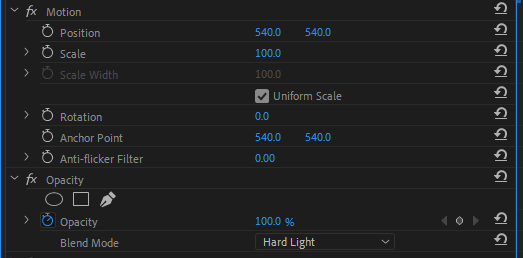 fx Motion
Position 540.0 540.0
Scale 100.0
Scale Width 100.0
Uniform Scale
Rotation 0.0
Anchor Point 540.0 540.0
Anti-flicker Filter 0.00
fx Opacity
Opacity 100.0 %
Blend Mode Hard Light